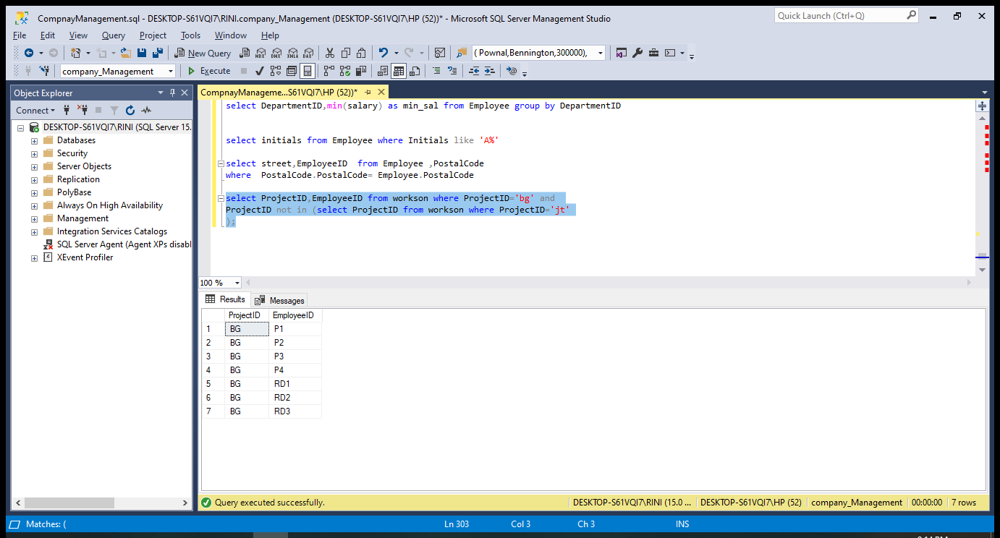 CompnayManagement.sql - DESKTOP-S61VQI7\RINI.company_Management (DESKTOP-S61VQI7\HP (52))* - Microsoft SQL Server Management Studio
Quick Launch (Ctrl+Q)
File Edit View Query Project Tools Window Help
New Query MDX DMX XMLA DAX (Pownal,Bennington,300000),
company_Management Execute
Object Explorer
CompnayManageme...S61VQI7\HP (52))*
Connect
DESKTOP-S61VQI7\RINI (SQL Server 15.
Databases
Security
Server Objects
Replication
PolyBase
Always On High Availability
Management
Integration Services Catalogs
SQL Server Agent (Agent XPs disabl
XEvent Profiler
select DepartmentID,min(salary) as min_sal from Employee group by DepartmentID
select initials from Employee where Initials like 'A%'
select street,EmployeeID  from Employee ,PostalCode
where  PostalCode.PostalCode= Employee.PostalCode
select ProjectID,EmployeeID from workson where ProjectID='bg' and
ProjectID not in (select ProjectID from workson where ProjectID='jt'
);
100 %
Results Messages
ProjectID EmployeeID
1 BG P1
2 BG P2
3 BG P3
4 BG P4
5 BG RD1
6 BG RD2
7 BG RD3
Query executed successfully. DESKTOP-S61VQI7\RINI (15.0 ... DESKTOP-S61VQI7\HP (52) company_Management 00:00:00 7 rows
Matches: ( Ln 303 Col 3 Ch 3 INS